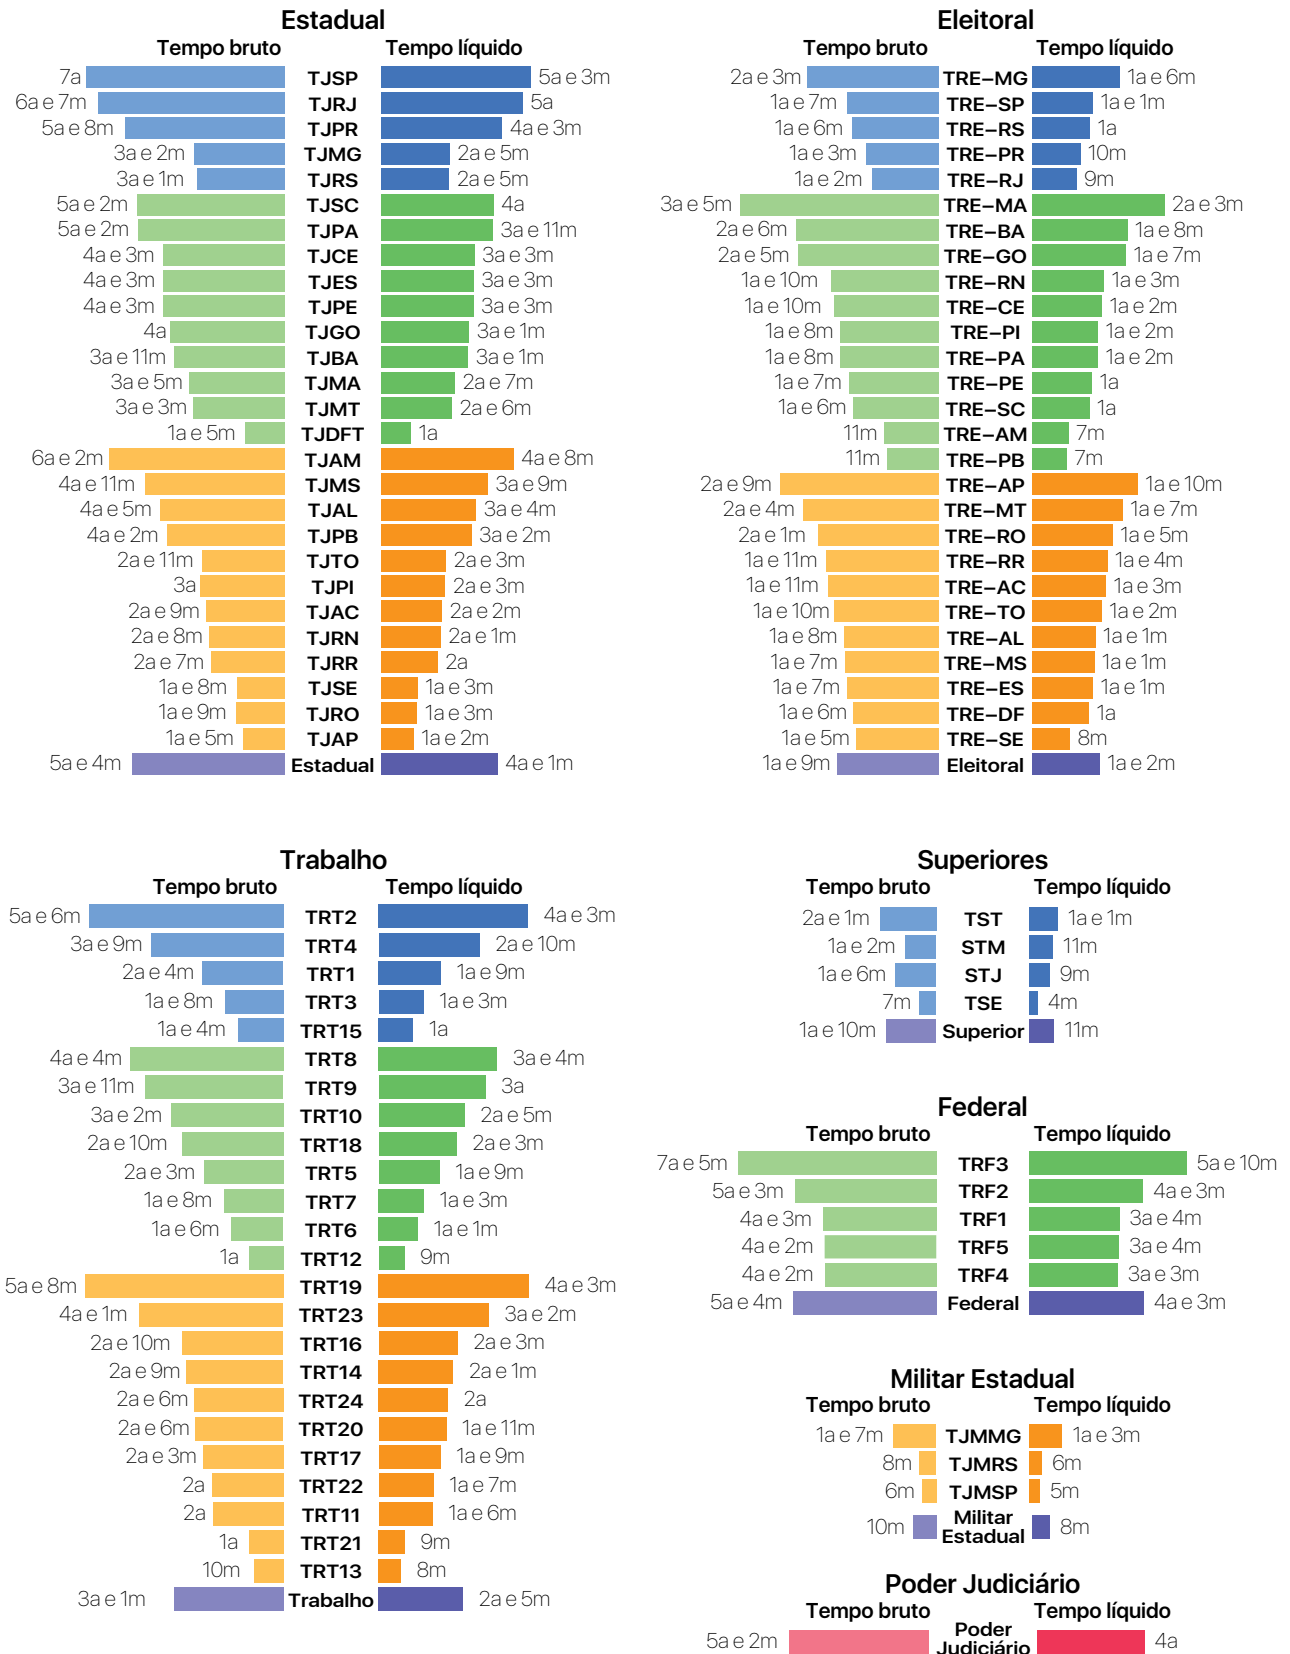 Estadual
Tempo bruto Tempo líquido
7a TJSP 5a e 3m
6a e 7m TJRJ 5a
5a e 8m TJPR 4a e 3m
3a e 2m TJMG 2a e 5m
3a e 1m TJRS 2a e 5m
5a e 2m TJSC 4a
5a e 2m TJPA 3a e 11m
4a e 3m TJCE 3a e 3m
4a e 3m TJES 3a e 3m
4a e 3m TJPE 3a e 3m
4a TJGO 3a e 1m
3a e 11m TJBA 3a e 1m
3a e 5m TJMA 2a e 7m
3a e 3m TJMT 2a e 6m
1a e 5m TJDFT 1a
6a e 2m TJAM 4a e 8m
4a e 11m TJMS 3a e 9m
4a e 5m TJAL 3a e 4m
4a e 2m TJPB 3a e 2m
2a e 11m TJTO 2a e 3m
3a TJPI 2a e 3m
2a e 9m TJAC 2a e 2m
2a e 8m TJRN 2a e 1m
2a e 7m TJRR 2a
1a e 8m TJSE 1a e 3m
1a e 9m TJRO 1a e 3m
1a e 5m TJAP 1a e 2m
5a e 4m Estadual 4a e 1m
Eleitoral
Tempo bruto Tempo líquido
2a e 3m TRE–MG 1a e 6m
1a e 7m TRE–SP 1a e 1m
1a e 6m TRE–RS 1a
1a e 3m TRE–PR 10m
1a e 2m TRE–RJ 9m
3a e 5m TRE–MA 2a e 3m
2a e 6m TRE–BA 1a e 8m
2a e 5m TRE–GO 1a e 7m
1a e 10m TRE–RN 1a e 3m
1a e 10m TRE–CE 1a e 2m
1a e 8m TRE–PI 1a e 2m
1a e 8m TRE–PA 1a e 2m
1a e 7m TRE–PE 1a
1a e 6m TRE–SC 1a
11m TRE–AM 7m
11m TRE–PB 7m
2a e 9m TRE–AP 1a e 10m
2a e 4m TRE–MT 1a e 7m
2a e 1m TRE–RO 1a e 5m
1a e 11m TRE–RR 1a e 4m
1a e 11m TRE–AC 1a e 3m
1a e 10m TRE–TO 1a e 2m
1a e 8m TRE–AL 1a e 1m
1a e 7m TRE–MS 1a e 1m
1a e 7m TRE–ES 1a e 1m
1a e 6m TRE–DF 1a
1a e 5m TRE–SE 8m
1a e 9m Eleitoral 1a e 2m
Trabalho
Tempo bruto Tempo líquido
5a e 6m TRT2 4a e 3m
3a e 9m TRT4 2a e 10m
2a e 4m TRT1 1a e 9m
1a e 8m TRT3 1a e 3m
1a e 4m TRT15 1a
4a e 4m TRT8 3a e 4m
3a e 11m TRT9 3a
3a e 2m TRT10 2a e 5m
2a e 10m TRT18 2a e 3m
2a e 3m TRT5 1a e 9m
1a e 8m TRT7 1a e 3m
1a e 6m TRT6 1a e 1m
1a TRT12 9m
5a e 8m TRT19 4a e 3m
4a e 1m TRT23 3a e 2m
2a e 10m TRT16 2a e 3m
2a e 9m TRT14 2a e 1m
2a e 6m TRT24 2a
2a e 6m TRT20 1a e 11m
2a e 3m TRT17 1a e 9m
2a TRT22 1a e 7m
2a TRT11 1a e 6m
1a TRT21 9m
10m TRT13 8m
3a e 1m Trabalho 2a e 5m
Superiores
Tempo bruto Tempo líquido
2a e 1m TST 1a e 1m
1a e 2m STM 11m
1a e 6m STJ 9m
7m TSE 4m
1a e 10m Superior 11m
Federal
Tempo bruto Tempo líquido
7a e 5m TRF3 5a e 10m
5a e 3m TRF2 4a e 3m
4a e 3m TRF1 3a e 4m
4a e 2m TRF5 3a e 4m
4a e 2m TRF4 3a e 3m
5a e 4m Federal 4a e 3m
Militar Estadual
Tempo bruto Tempo líquido
1a e 7m TJMMG 1a e 3m
8m TJMRS 6m
6m TJMSP 5m
Militar
10m Estadual 8m
Poder Judiciário
Tempo bruto Tempo líquido
Poder
5a e 2m Judiciário 4a